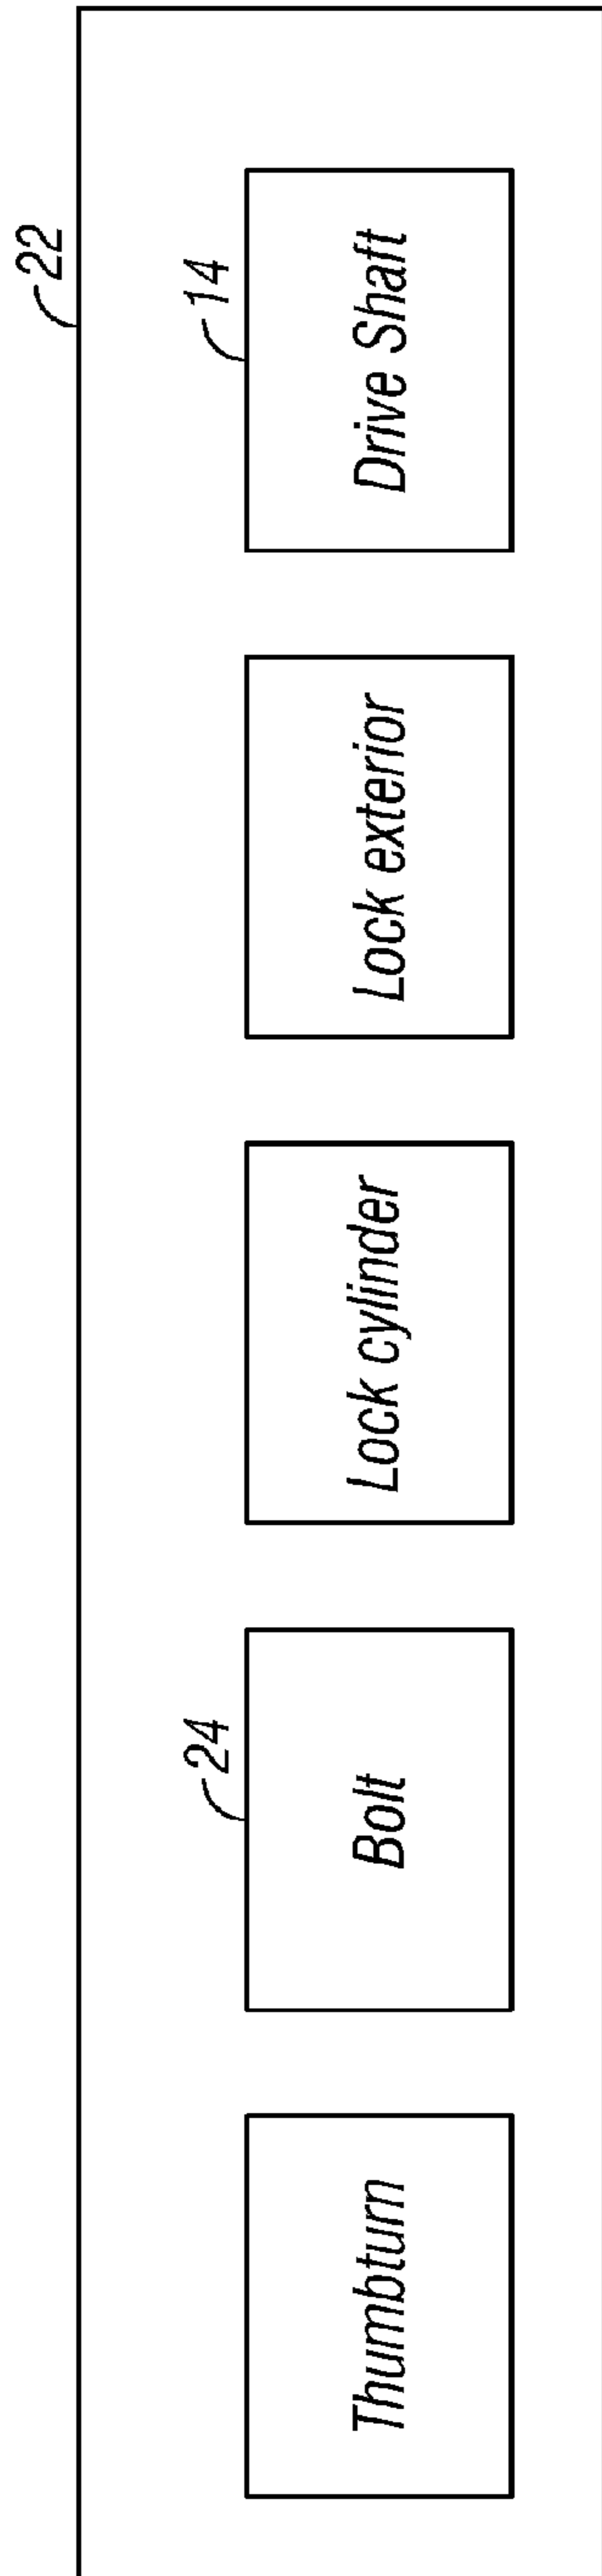 22
24
14
Thumbturn
Bolt
Lock cylinder
Lock exterior
Drive Shaft